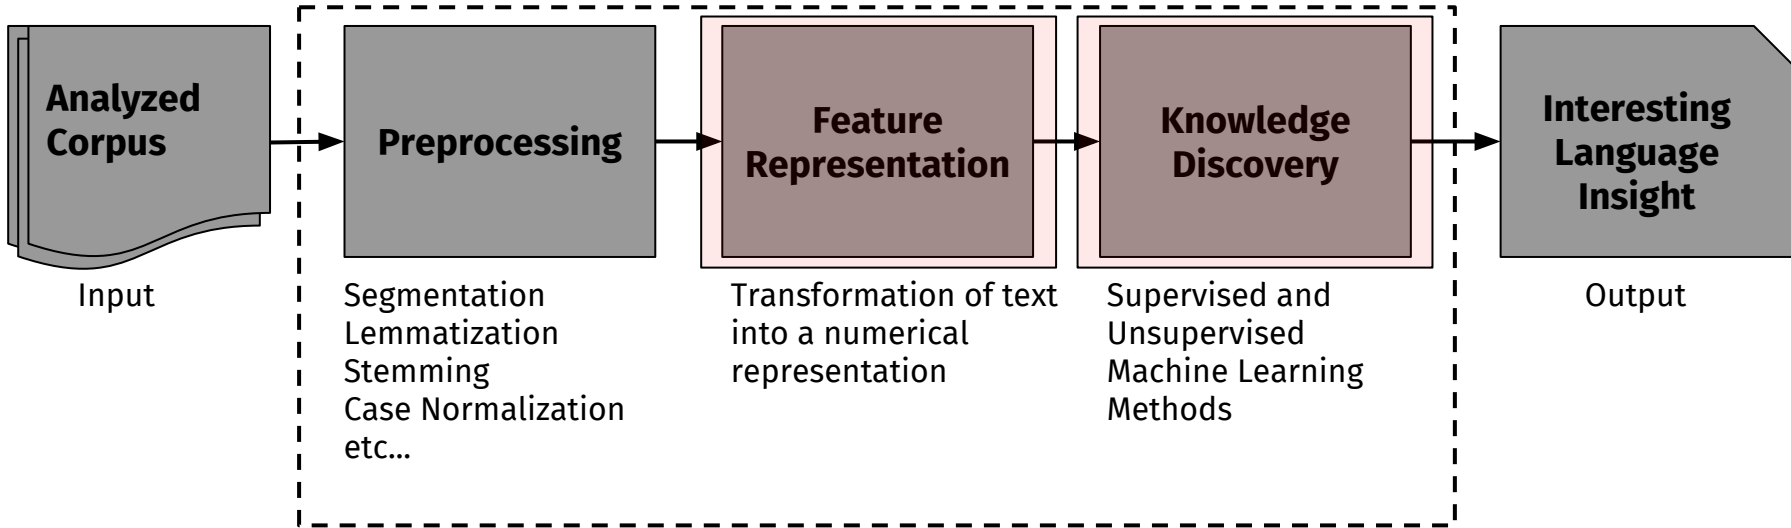 Analyzed
Corpus
Preprocessing
Feature
Representation
Knowledge
Discovery
Interesting
Language
Insight
Input
Segmentation
Lemmatization
Stemming
Case Normalization
etc...
Transformation of text
into a numerical
representation
Supervised and
Unsupervised
Machine Learning
Methods
Output